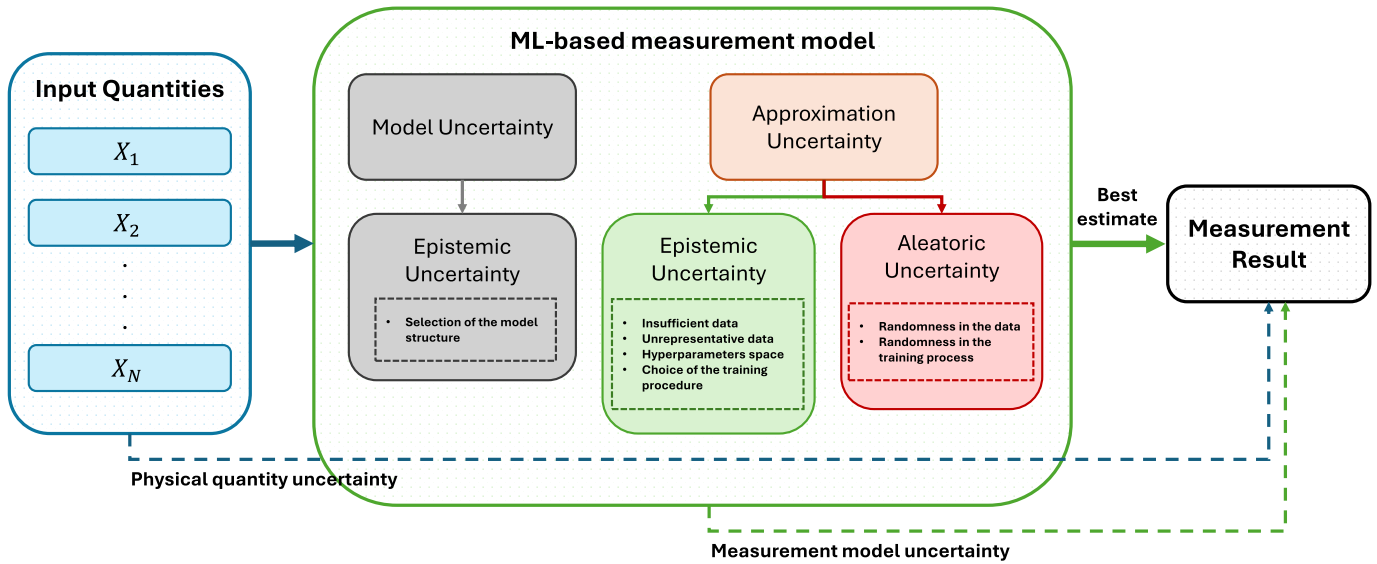 ML-based measurement model
Input Quantities
X₁
X₂
.
.
.
X_N
Model Uncertainty
Epistemic
Uncertainty
• Selection of the model
structure
Approximation
Uncertainty
Epistemic
Uncertainty
• Insufficient data
• Unrepresentative data
• Hyperparameters space
• Choice of the training
procedure
Aleatoric
Uncertainty
• Randomness in the data
• Randomness in the
training process
Best
estimate
Measurement
Result
Physical quantity uncertainty
Measurement model uncertainty